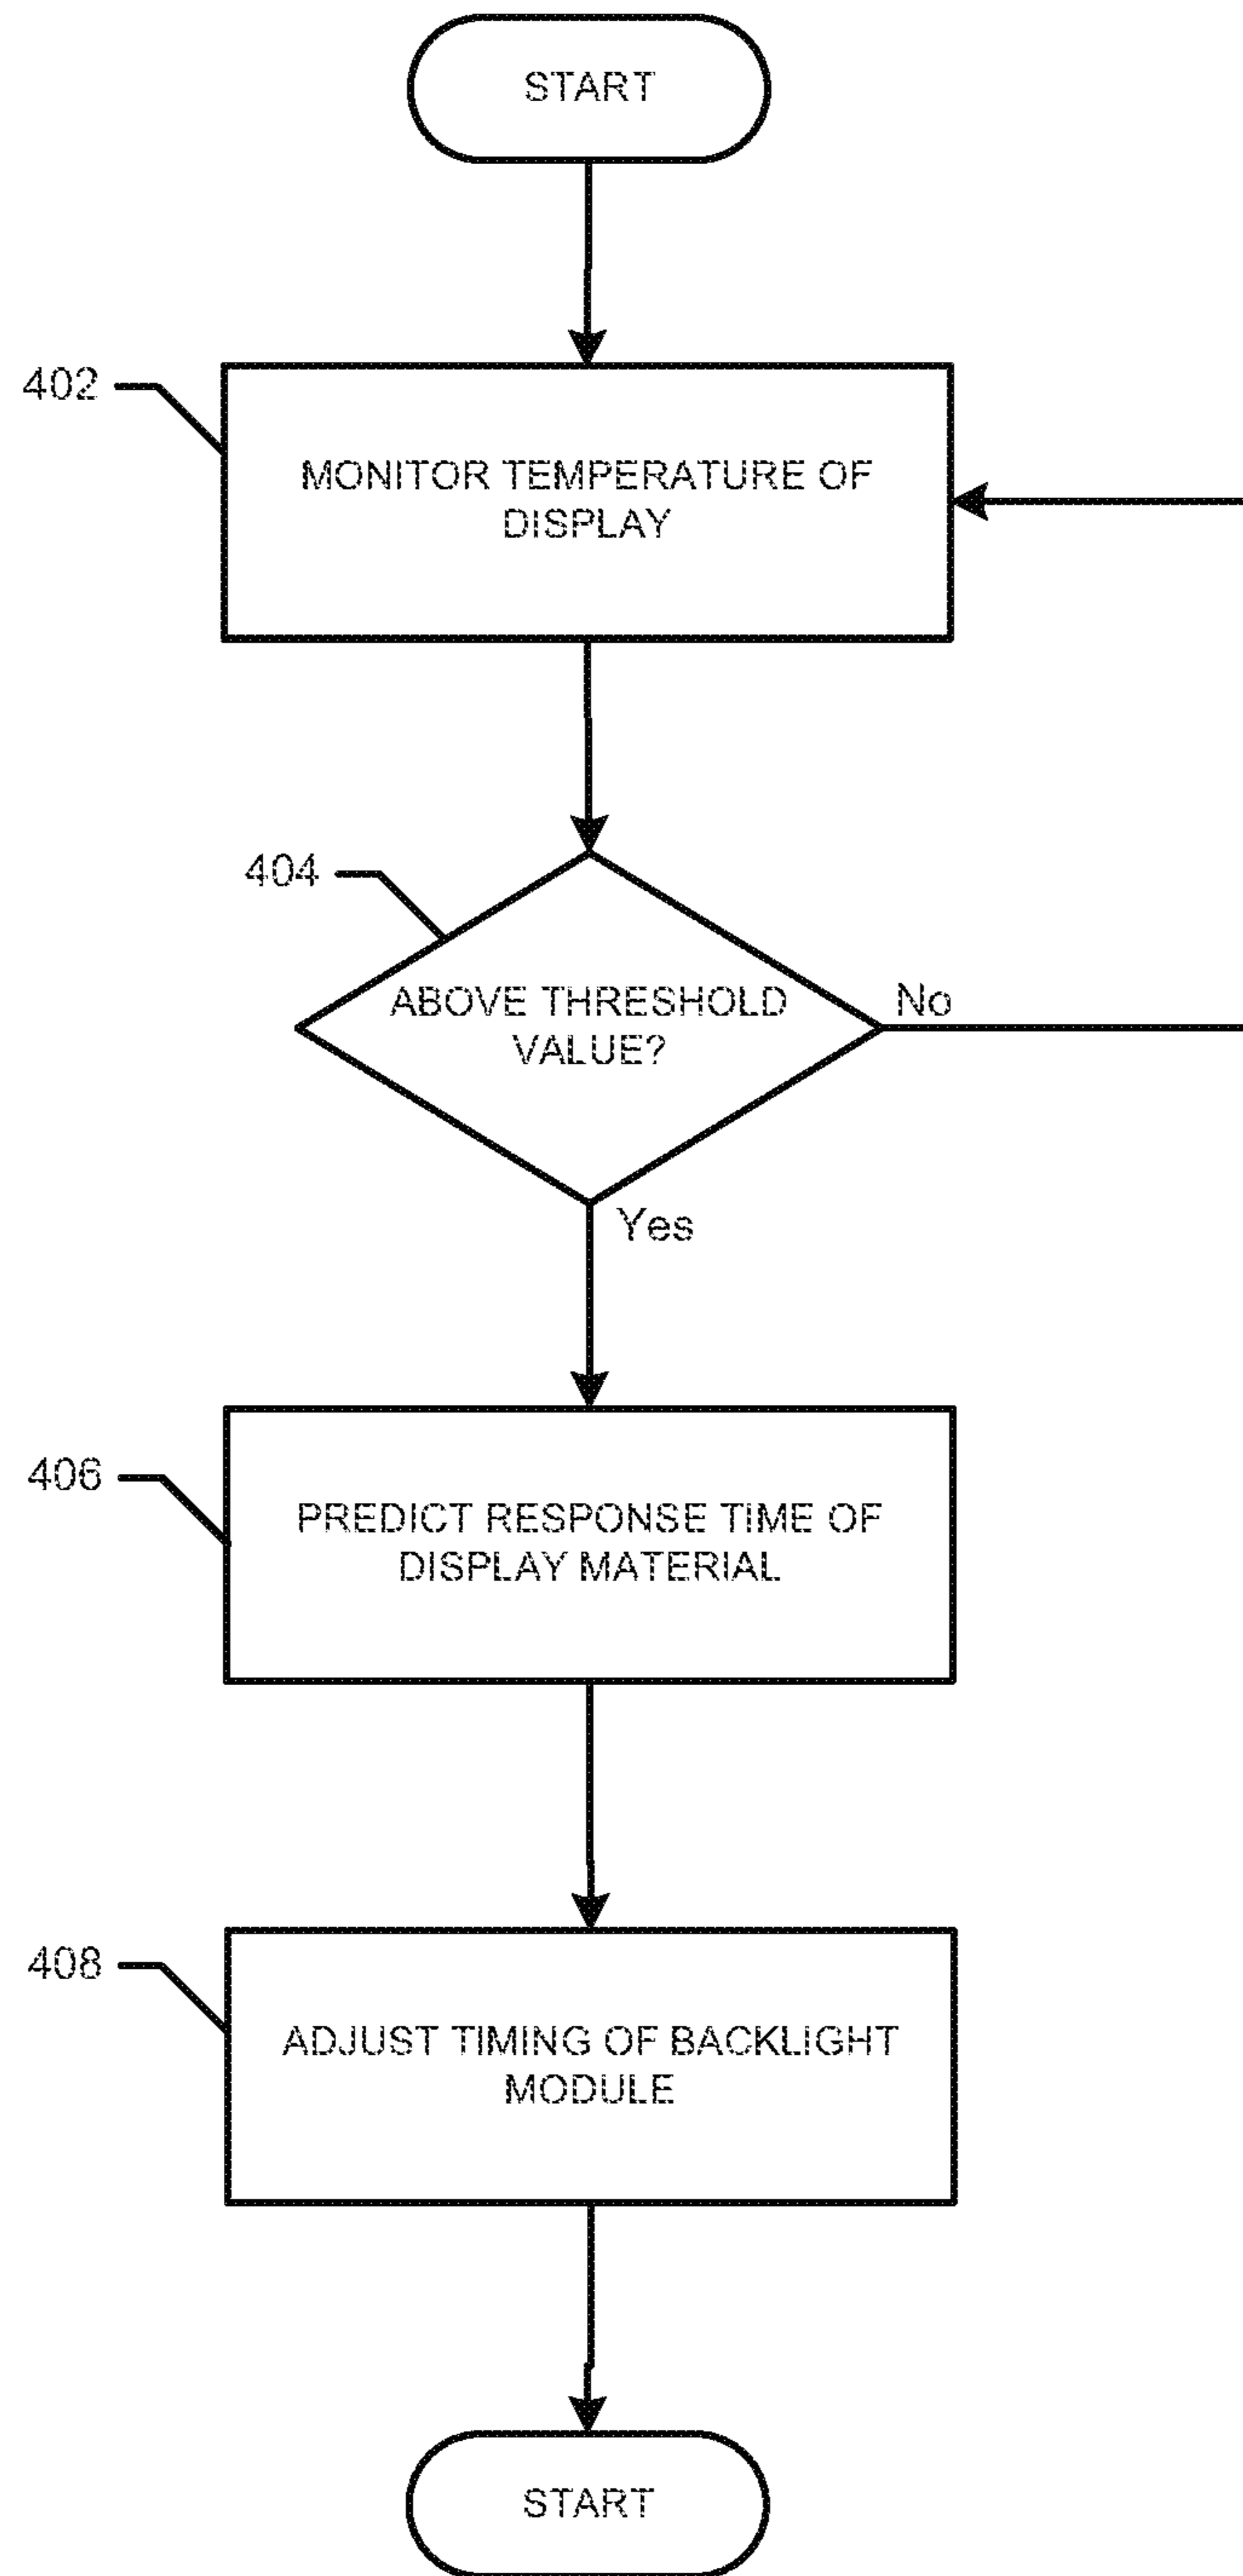 START
402
MONITOR TEMPERATURE OF
DISPLAY
404
ABOVE THRESHOLD
VALUE?
No
Yes
406
PREDICT RESPONSE TIME OF
DISPLAY MATERIAL
408
ADJUST TIMING OF BACKLIGHT
MODULE
START